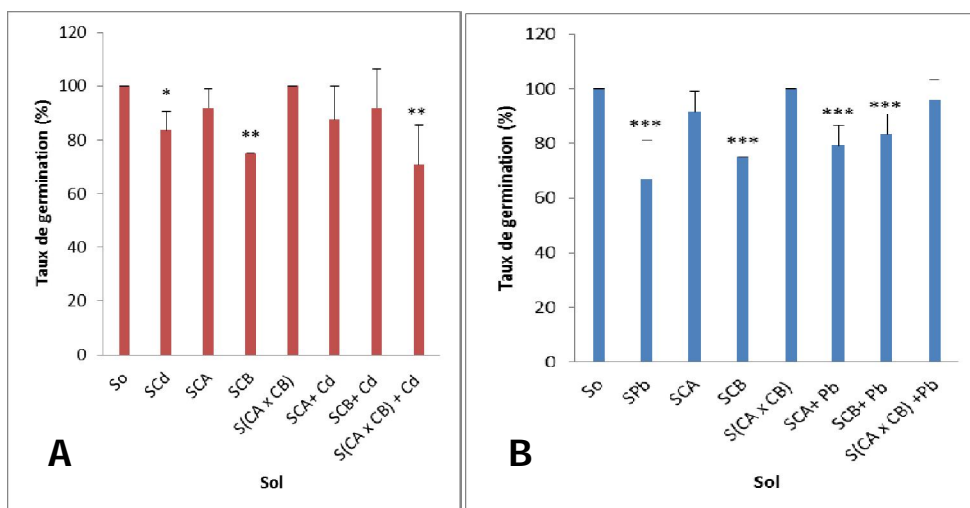 120
100
80
60
40
20
0
Taux de germination (%)
*
**
**
So
SCd
SCA
SCB
S(CA x CB)
SCA+ Cd
SCB+ Cd
S(CA x CB) + Cd
Sol
A
120
100
80
60
40
20
0
Taux de germination (%)
***
***
***
***
So
SPb
SCA
SCB
S(CA x CB)
SCA+ Pb
SCB+ Pb
S(CA x CB) +Pb
Sol
B